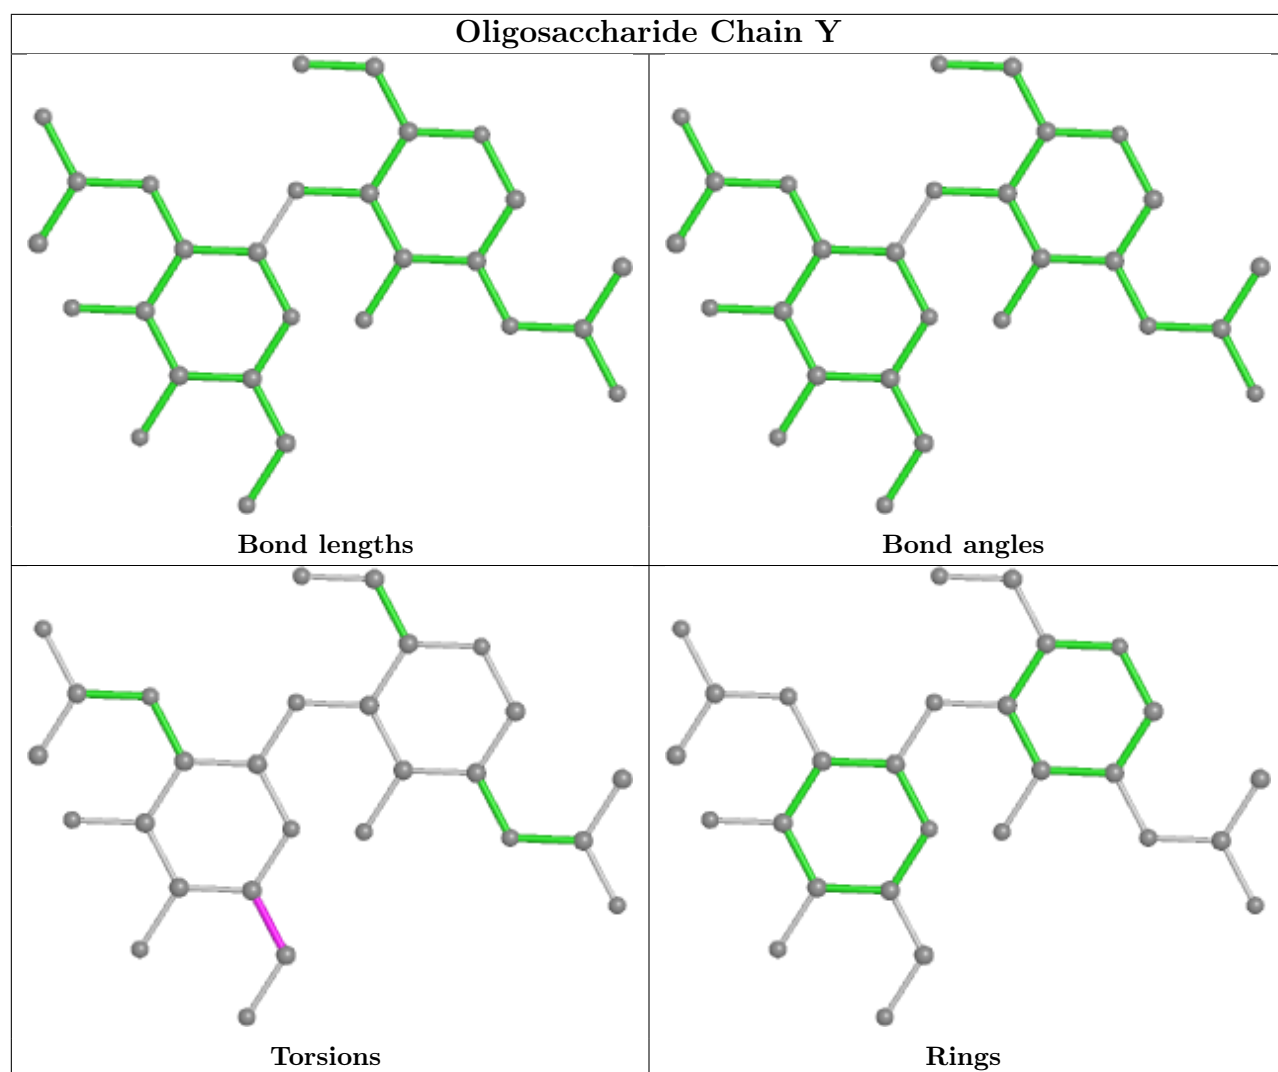 Oligosaccharide Chain Y
Bond lengths
Bond angles
Torsions
Rings